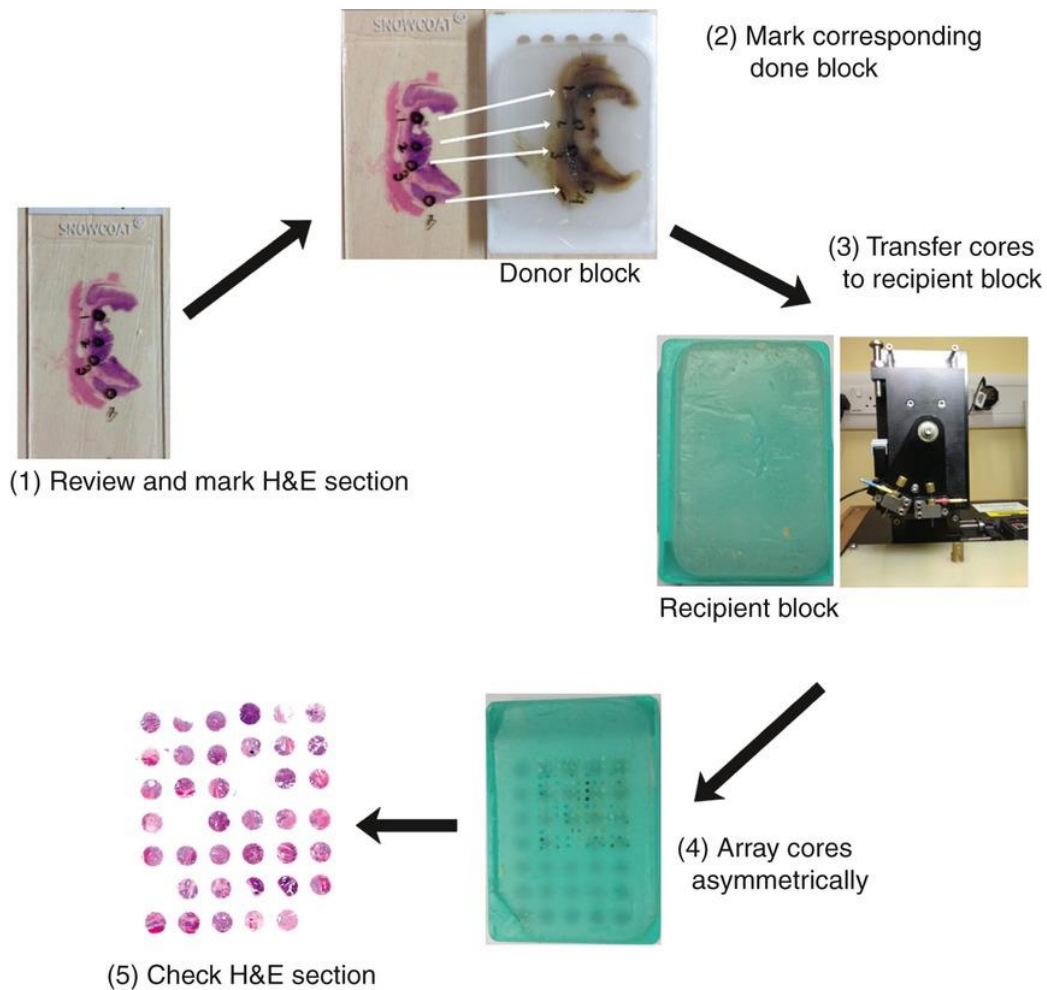 SNOWCOAT®
(2) Mark corresponding
done block
Donor block
SNOWCOAT®
(1) Review and mark H&E section
(3) Transfer cores
to recipient block
Recipient block
(4) Array cores
asymmetrically
(5) Check H&E section